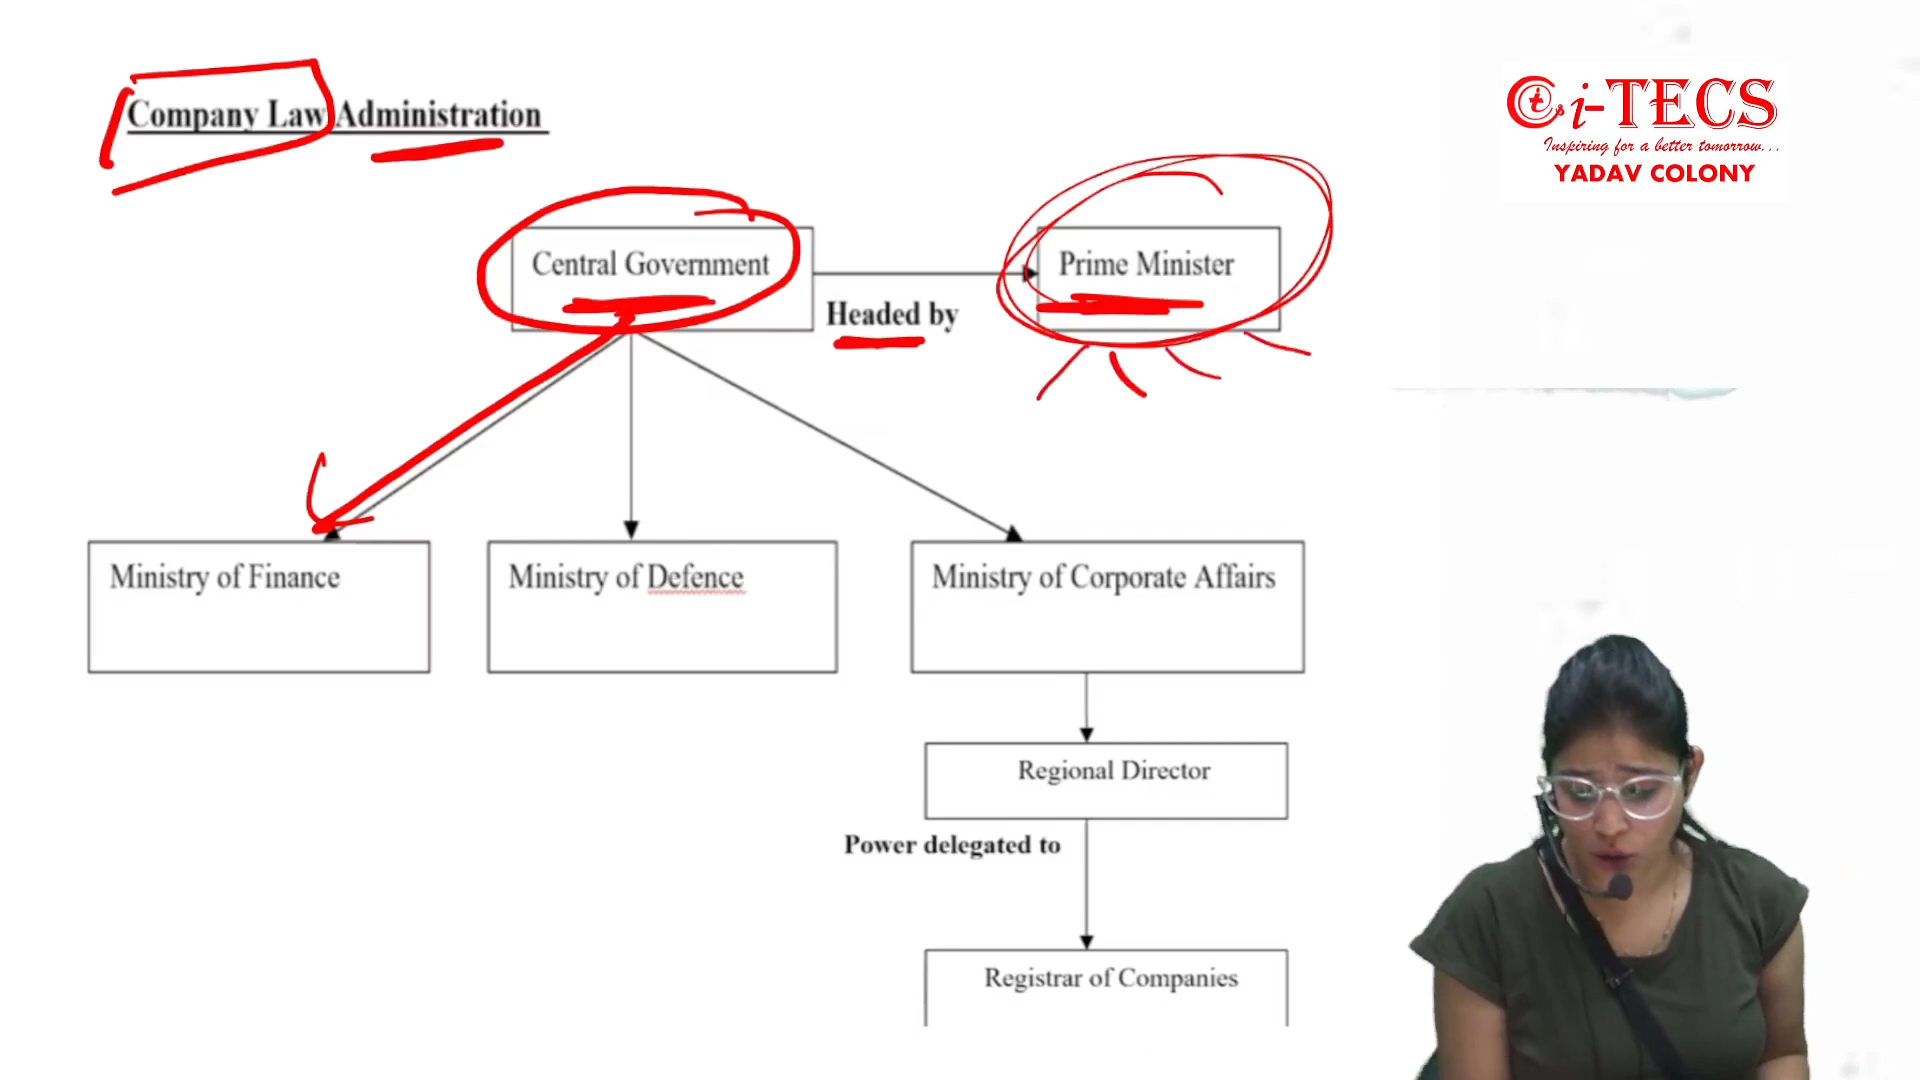 Company Law Administration
i-TECS
Inspiring for a better tomorrow...
YADAV COLONY
Central Government
Headed by
Prime Minister
Ministry of Finance
Ministry of Defence
Ministry of Corporate Affairs
Regional Director
Power delegated to
Registrar of Companies